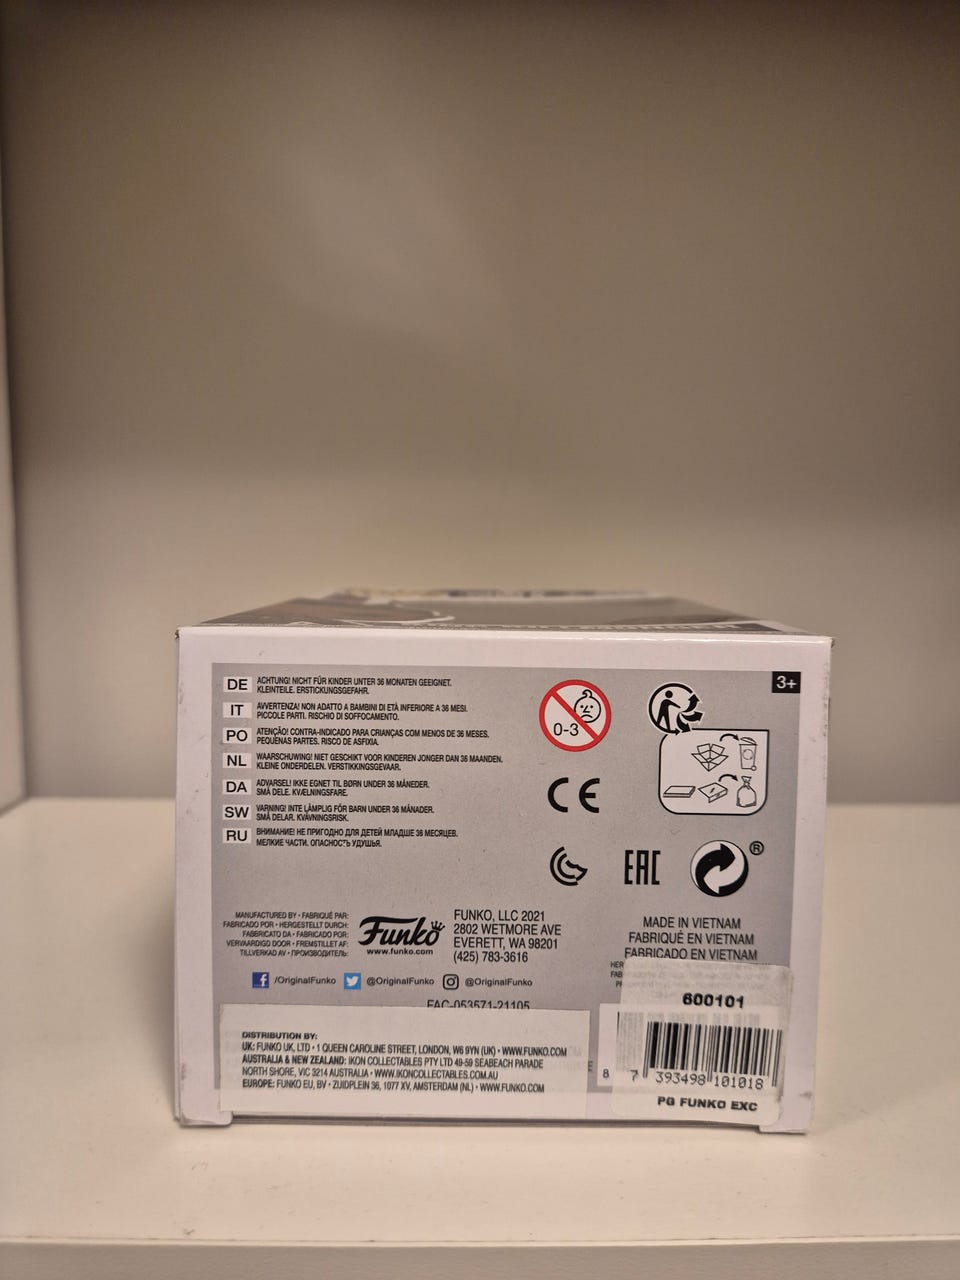 3+
DE ACHTUNG! NICHT FÜR KINDER UNTER 36 MONATEN GEEIGNET.
KLEINTEILE. ERSTICKUNGSGEFAHR.
IT AVVERTENZA! NON ADATTO A BAMBINI DI ETÀ INFERIORE A 36 MESI.
PICCOLE PARTI. RISCHIO DI SOFFOCAMENTO.
PO ATENÇÃO! CONTRA-INDICADO PARA CRIANÇAS COM MENOS DE 36 MESES.
PEQUENAS PARTES. RISCO DE ASFIXIA.
NL WAARSCHUWING! NIET GESCHIKT VOOR KINDEREN JONGER DAN 36 MAANDEN.
KLEINE ONDERDELEN. VERSTIKKINGSGEVAAR.
DA ADVARSEL! IKKE EGNET TIL BØRN UNDER 36 MÅNEDER.
SMÅ DELE. KVÆLNINGSFARE.
SW VARNING! INTE LÄMPLIG FÖR BARN UNDER 36 MÅNADER.
SMÅ DELAR. KVÄVNINGSRISK.
RU ВНИМАНИЕ! НЕ ПРИГОДНО ДЛЯ ДЕТЕЙ МЛАДШЕ 36 МЕСЯЦЕВ.
МЕЛКИЕ ЧАСТИ. ОПАСНОСТЬ УДУШЬЯ.
0-3
CE
EAC
®
MANUFACTURED BY • FABRIQUÉ PAR:
FABRICADO POR • HERGESTELLT DURCH:
FABBRICATO DA • FABRICADO POR:
VERVAARDIGD DOOR • FREMSTILLET AF:
TILLVERKAD AV • ПРОИЗВОДИТЕЛЬ:
Funko
www.funko.com
FUNKO, LLC 2021
2802 WETMORE AVE
EVERETT, WA 98201
(425) 783-3616
/OriginalFunko @OriginalFunko @OriginalFunko
FAC-053571-21105
MADE IN VIETNAM
FABRIQUÉ EN VIETNAM
FABRICADO EN VIETNAM
DISTRIBUTION BY:
UK: FUNKO UK, LTD • 1 QUEEN CAROLINE STREET, LONDON, W6 9YN (UK) • WWW.FUNKO.COM
AUSTRALIA & NEW ZEALAND: IKON COLLECTABLES PTY LTD 49-59 SEABEACH PARADE
NORTH SHORE, VIC 3214 AUSTRALIA • WWW.IKONCOLLECTABLES.COM.AU
EUROPE: FUNKO EU, BV • ZUIDPLEIN 36, 1077 XV, AMSTERDAM (NL) • WWW.FUNKO.COM
600101
8
7 393498 101018
PG FUNKO EXC